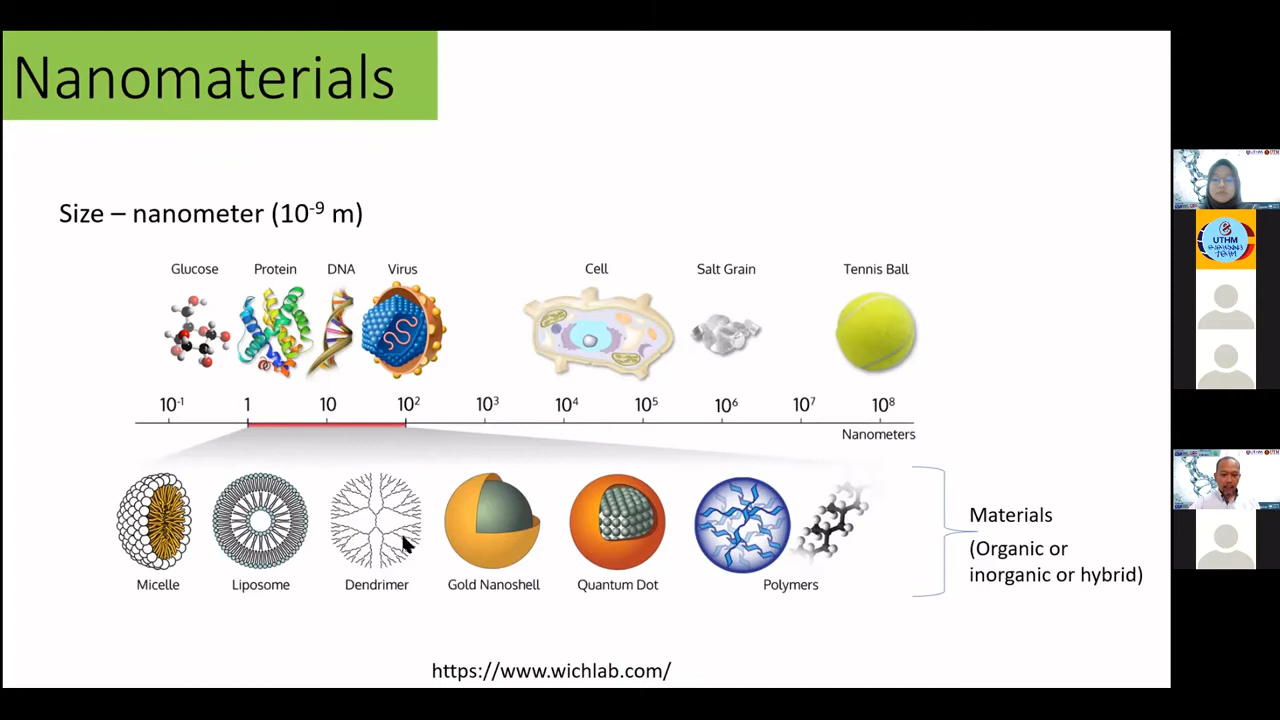 Nanomaterials
Size – nanometer (10⁻⁹ m)
Glucose Protein DNA Virus Cell Salt Grain Tennis Ball
10⁻¹ 1 10 10² 10³ 10⁴ 10⁵ 10⁶ 10⁷ 10⁸
Nanometers
Micelle Liposome Dendrimer Gold Nanoshell Quantum Dot Polymers
Materials
(Organic or
inorganic or hybrid)
https://www.wichlab.com/
UTHM